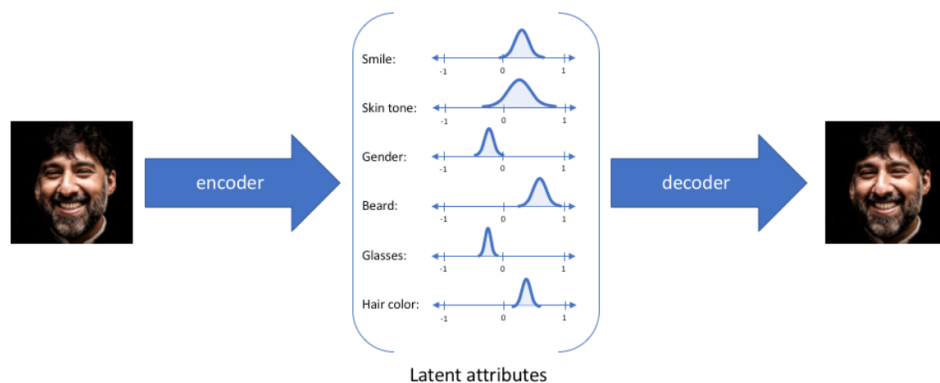 Smile:
-1 0 1
Skin tone:
-1 0 1
Gender:
-1 0 1
encoder
decoder
Beard:
-1 0 1
Glasses:
-1 0 1
Hair color:
-1 0 1
Latent attributes